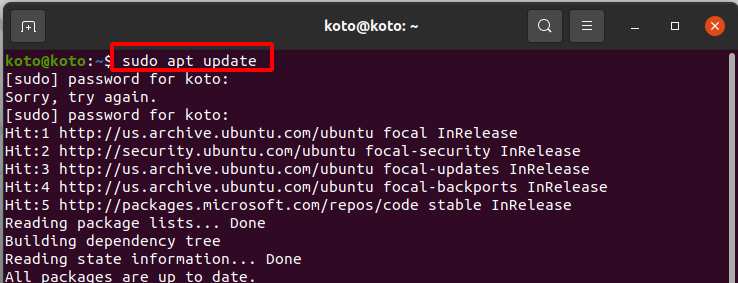 koto@koto: ~
koto@koto:~$ sudo apt update
[sudo] password for koto:
Sorry, try again.
[sudo] password for koto:
Hit:1 http://us.archive.ubuntu.com/ubuntu focal InRelease
Hit:2 http://security.ubuntu.com/ubuntu focal-security InRelease
Hit:3 http://us.archive.ubuntu.com/ubuntu focal-updates InRelease
Hit:4 http://us.archive.ubuntu.com/ubuntu focal-backports InRelease
Hit:5 http://packages.microsoft.com/repos/code stable InRelease
Reading package lists... Done
Building dependency tree
Reading state information... Done
All packages are up to date.